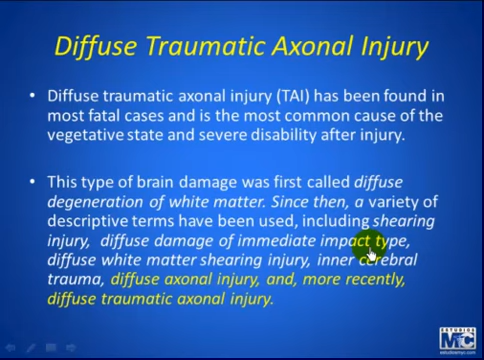 Diffuse Traumatic Axonal Injury
• Diffuse traumatic axonal injury (TAI) has been found in
most fatal cases and is the most common cause of the
vegetative state and severe disability after injury.
• This type of brain damage was first called diffuse
degeneration of white matter. Since then, a variety of
descriptive terms have been used, including shearing
injury, diffuse damage of immediate impact type,
diffuse white matter shearing injury, inner cerebral
trauma, diffuse axonal injury, and, more recently,
diffuse traumatic axonal injury.
ESTUDIOS
MYC
estudiosmyc.com